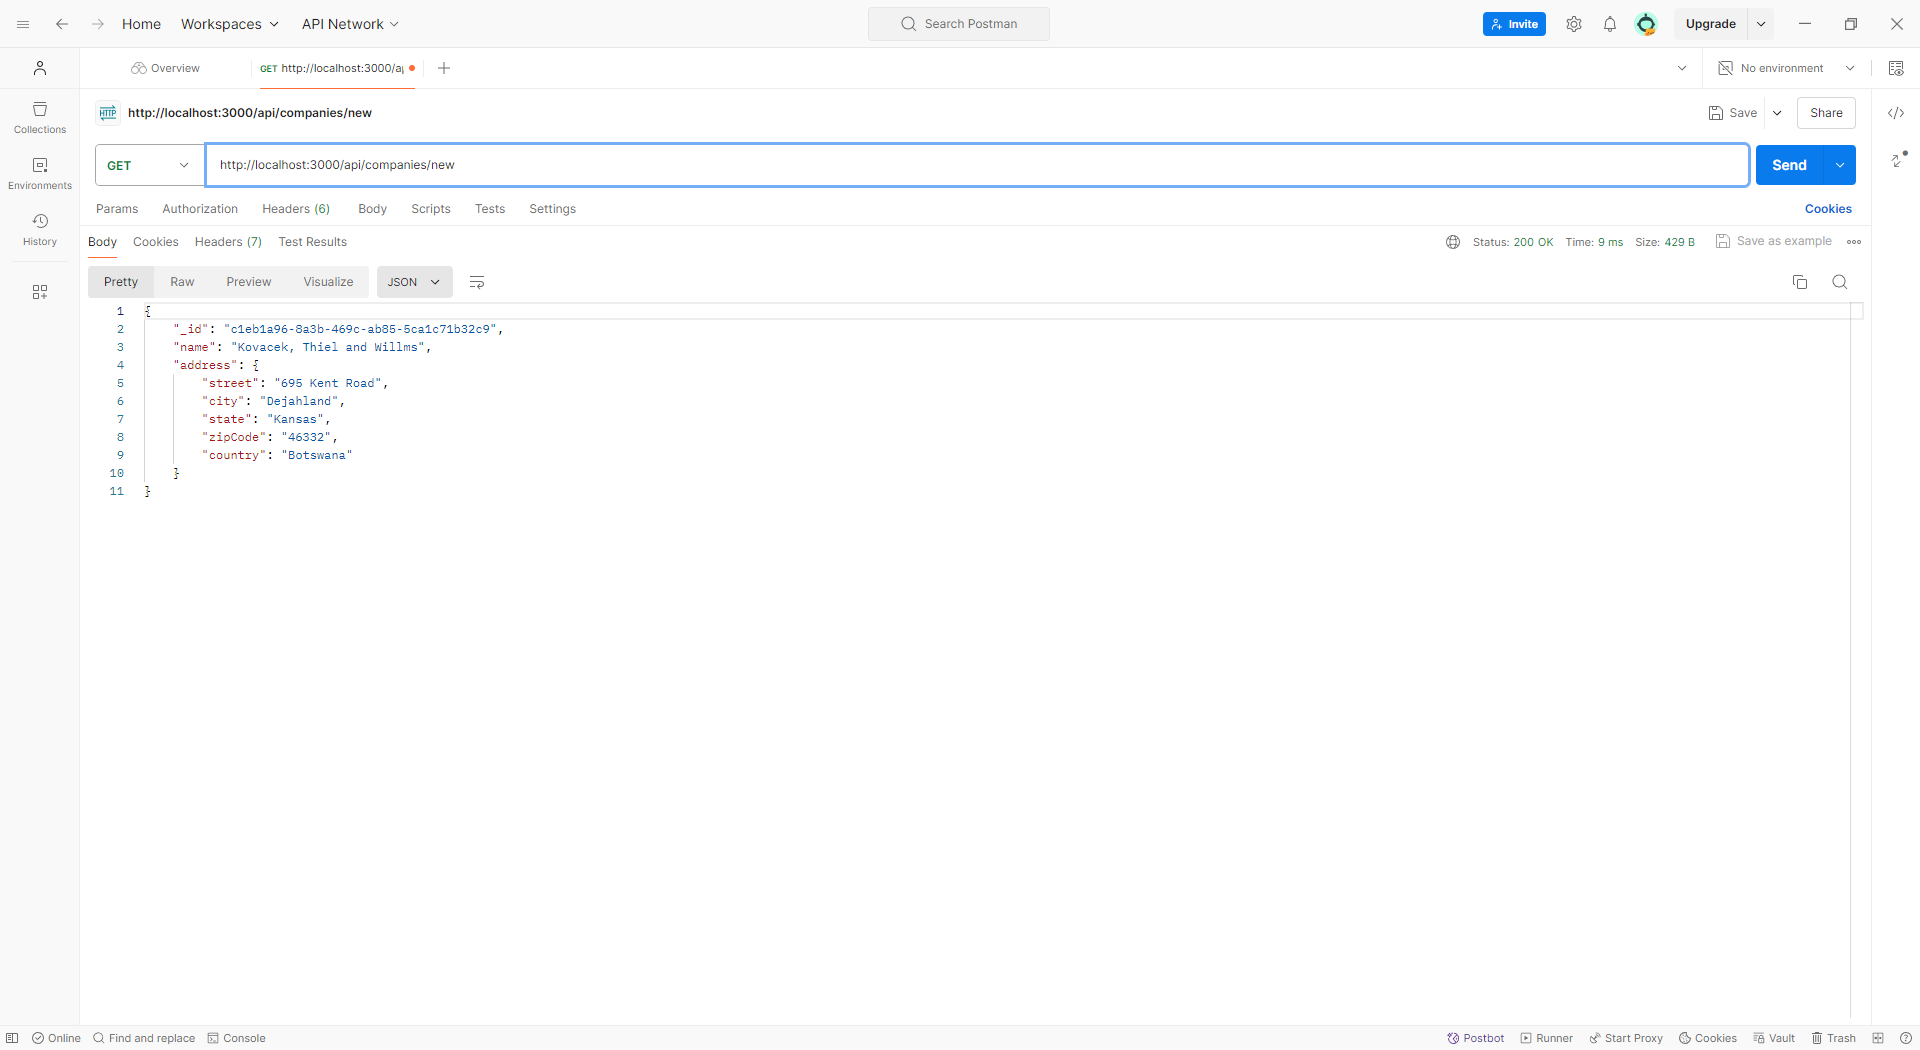 Home Workspaces API Network Search Postman Invite Upgrade
Overview GET http://localhost:3000/a No environment
HTTP http://localhost:3000/api/companies/new Save Share
GET http://localhost:3000/api/companies/new Send
Params Authorization Headers (6) Body Scripts Tests Settings Cookies
Body Cookies Headers (7) Test Results Status: 200 OK Time: 9 ms Size: 429 B Save as example
Pretty Raw Preview Visualize JSON
1 {
2 "_id": "c1eb1a96-8a3b-469c-ab85-5ca1c71b32c9",
3 "name": "Kovacek, Thiel and Willms",
4 "address": {
5 "street": "695 Kent Road",
6 "city": "Dejahland",
7 "state": "Kansas",
8 "zipCode": "46332",
9 "country": "Botswana"
10 }
11 }
Collections
Environments
History
Online Find and replace Console Postbot Runner Start Proxy Cookies Vault Trash